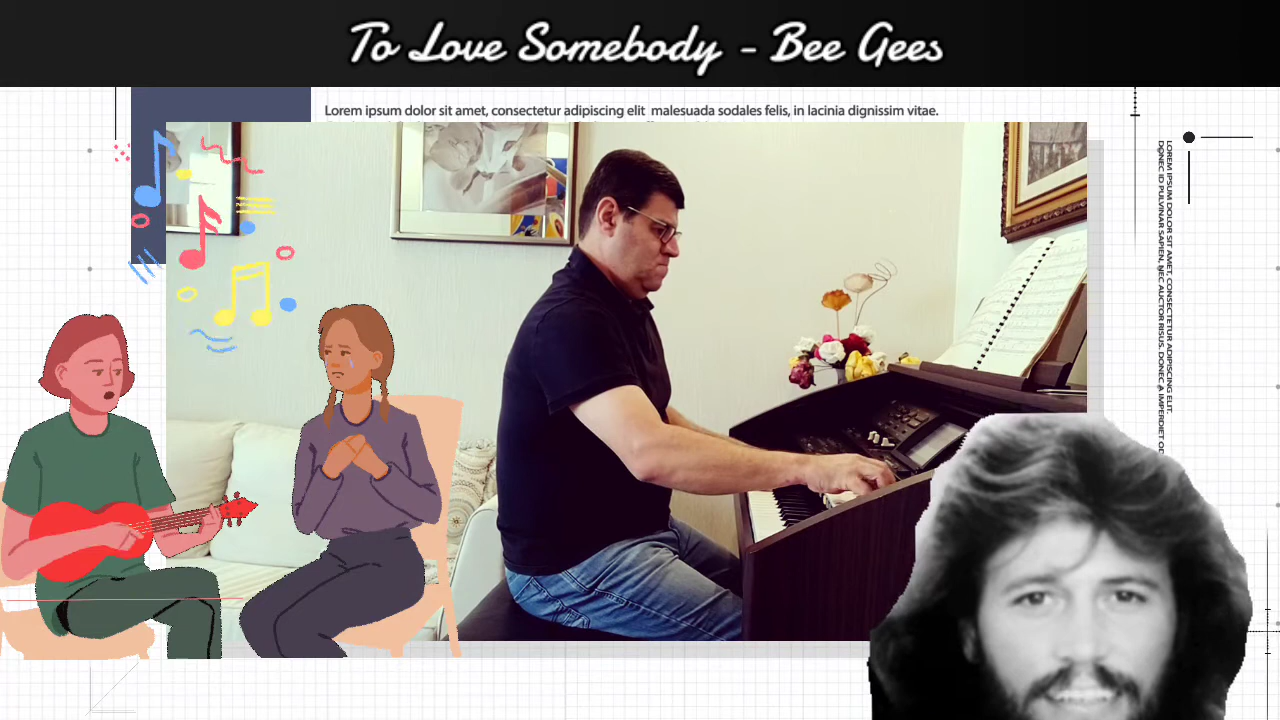 To Love Somebody - Bee Gees
Lorem ipsum dolor sit amet, consectetur adipiscing elit malesuada sodales felis, in lacinia dignissim vitae.
LOREM IPSUM DOLOR SIT AMET, CONSECTETUR ADIPISCING ELIT.
DONEC ID PULVINAR SAPIEN, NEC AUCTOR RISUS. DONEC A IMPERDIET